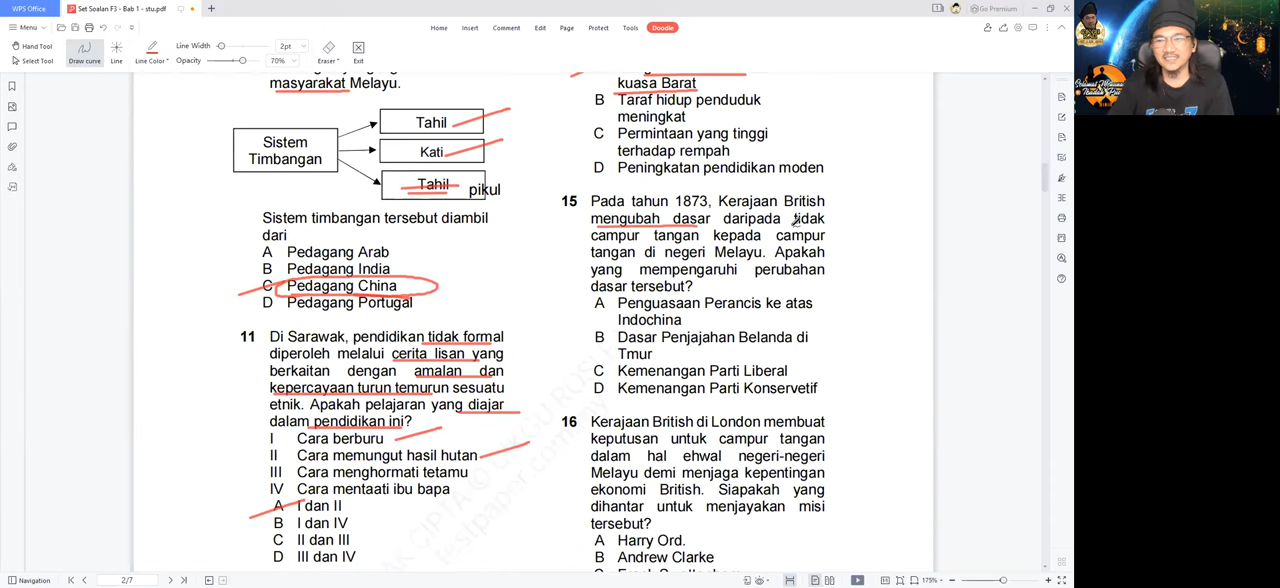 WPS Office
Set Soalan F3 - Bab 1 - stu.pdf
Go Premium
Menu
Home
Insert
Comment
Edit
Page
Protect
Tools
Doodle
Hand Tool
Select Tool
Draw curve
Line
Line Color
Line Width
2pt
Opacity
70%
Eraser
Exit
masyarakat Melayu.
Sistem
Timbangan
Tahil
Kati
Tahil
pikul
Sistem timbangan tersebut diambil
dari
A Pedagang Arab
B Pedagang India
C Pedagang China
D Pedagang Portugal
11 Di Sarawak, pendidikan tidak formal
diperoleh melalui cerita lisan yang
berkaitan dengan amalan dan
kepercayaan turun temurun sesuatu
etnik. Apakah pelajaran yang diajar
dalam pendidikan ini?
I Cara berburu
II Cara memungut hasil hutan
III Cara menghormati tetamu
IV Cara mentaati ibu bapa
A I dan II
B I dan IV
C II dan III
D III dan IV
kuasa Barat
B Taraf hidup penduduk
meningkat
C Permintaan yang tinggi
terhadap rempah
D Peningkatan pendidikan moden
15 Pada tahun 1873, Kerajaan British
mengubah dasar daripada tidak
campur tangan kepada campur
tangan di negeri Melayu. Apakah
yang mempengaruhi perubahan
dasar tersebut?
A Penguasaan Perancis ke atas
Indochina
B Dasar Penjajahan Belanda di
Tmur
C Kemenangan Parti Liberal
D Kemenangan Parti Konservetif
16 Kerajaan British di London membuat
keputusan untuk campur tangan
dalam hal ehwal negeri-negeri
Melayu demi menjaga kepentingan
ekonomi British. Siapakah yang
dihantar untuk menjayakan misi
tersebut?
A Harry Ord.
B Andrew Clarke
Navigation
2/7
175%